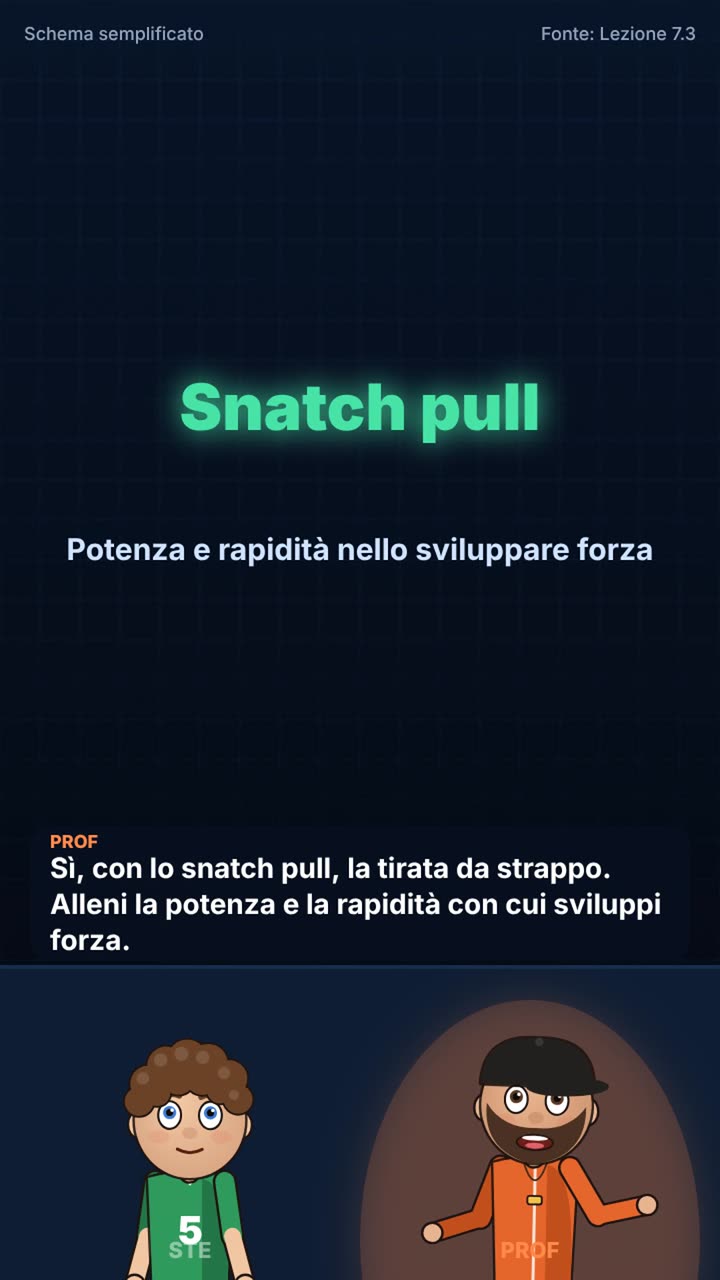 Schema semplificato
Fonte: Lezione 7.3
Snatch pull
Potenza e rapidità nello sviluppare forza
PROF
Sì, con lo snatch pull, la tirata da strappo.
Alleni la potenza e la rapidità con cui sviluppi
forza.
5
STE
PROF